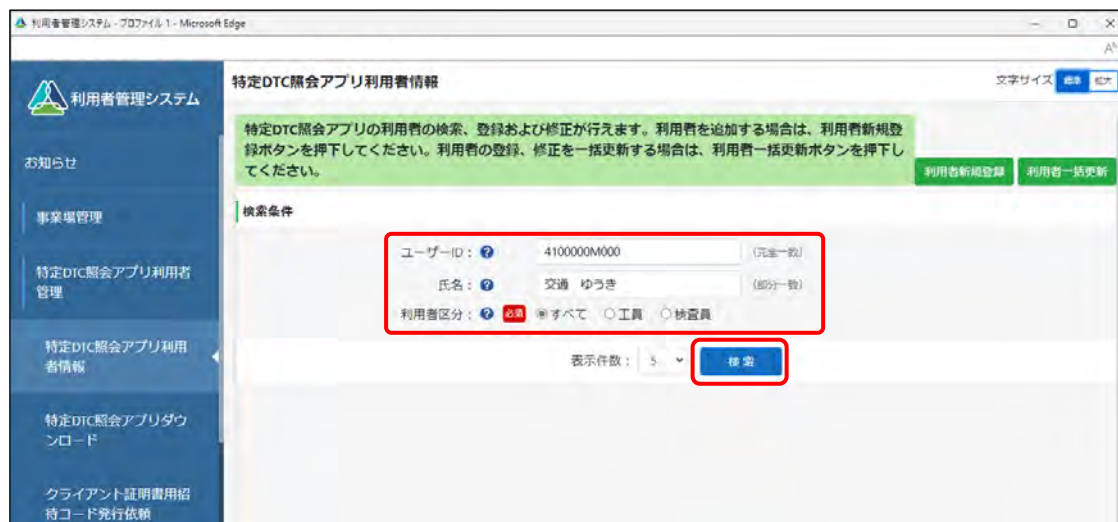 利用者管理システム - プロファイル 1 - Microsoft Edge
利用者管理システム
お知らせ
事業場管理
特定DTC照会アプリ利用者
管理
特定DTC照会アプリ利用
者情報
特定DTC照会アプリダウ
ンロード
クライアント証明書用招
待コード発行依頼
特定DTC照会アプリ利用者情報
文字サイズ 標準 拡大
特定DTC照会アプリの利用者の検索、登録および修正が行えます。利用者を追加する場合は、利用者新規登
録ボタンを押下してください。利用者の登録、修正を一括更新する場合は、利用者一括更新ボタンを押下し
てください。
利用者新規登録 利用者一括更新
検索条件
ユーザーID： 4100000M000 (完全一致)
氏名： 交通 ゆうき (部分一致)
利用者区分： 必須 すべて 工員 検査員
表示件数： 5 検索